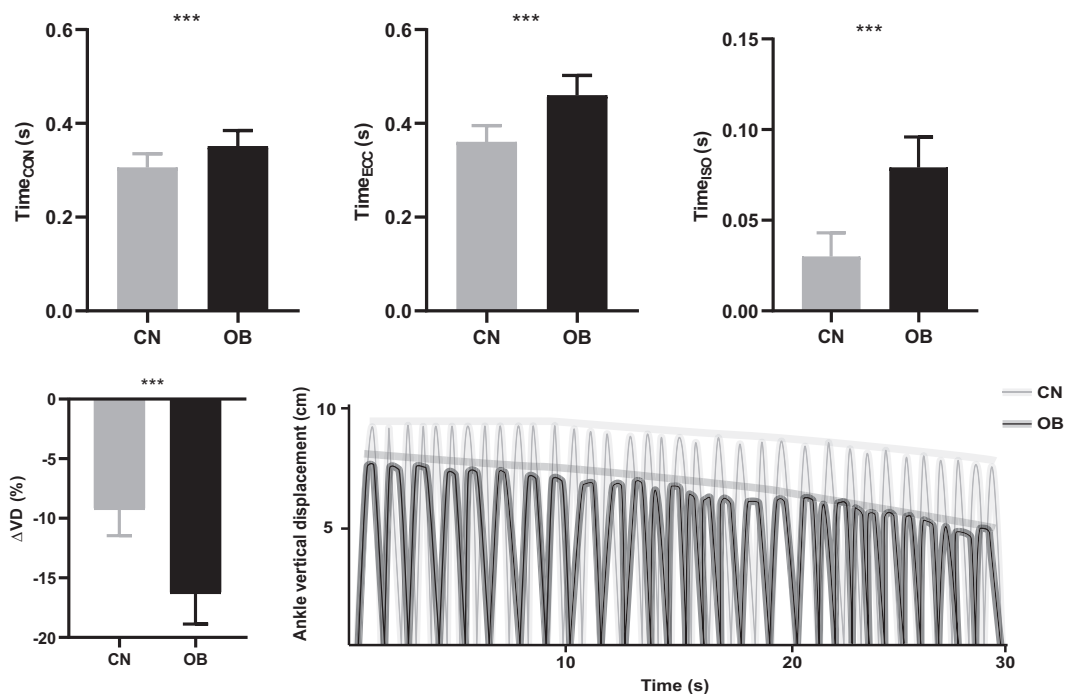 ***
0.6
0.4
0.2
0.0
Time_CON (s)
CN
OB
***
0.6
0.4
0.2
0.0
Time_ECC (s)
CN
OB
***
0.15
0.10
0.05
0.00
Time_ISO (s)
CN
OB
***
0
-5
-10
-15
-20
ΔVD (%)
CN
OB
10
5
Ankle vertical displacement (cm)
10
20
30
Time (s)
CN
OB